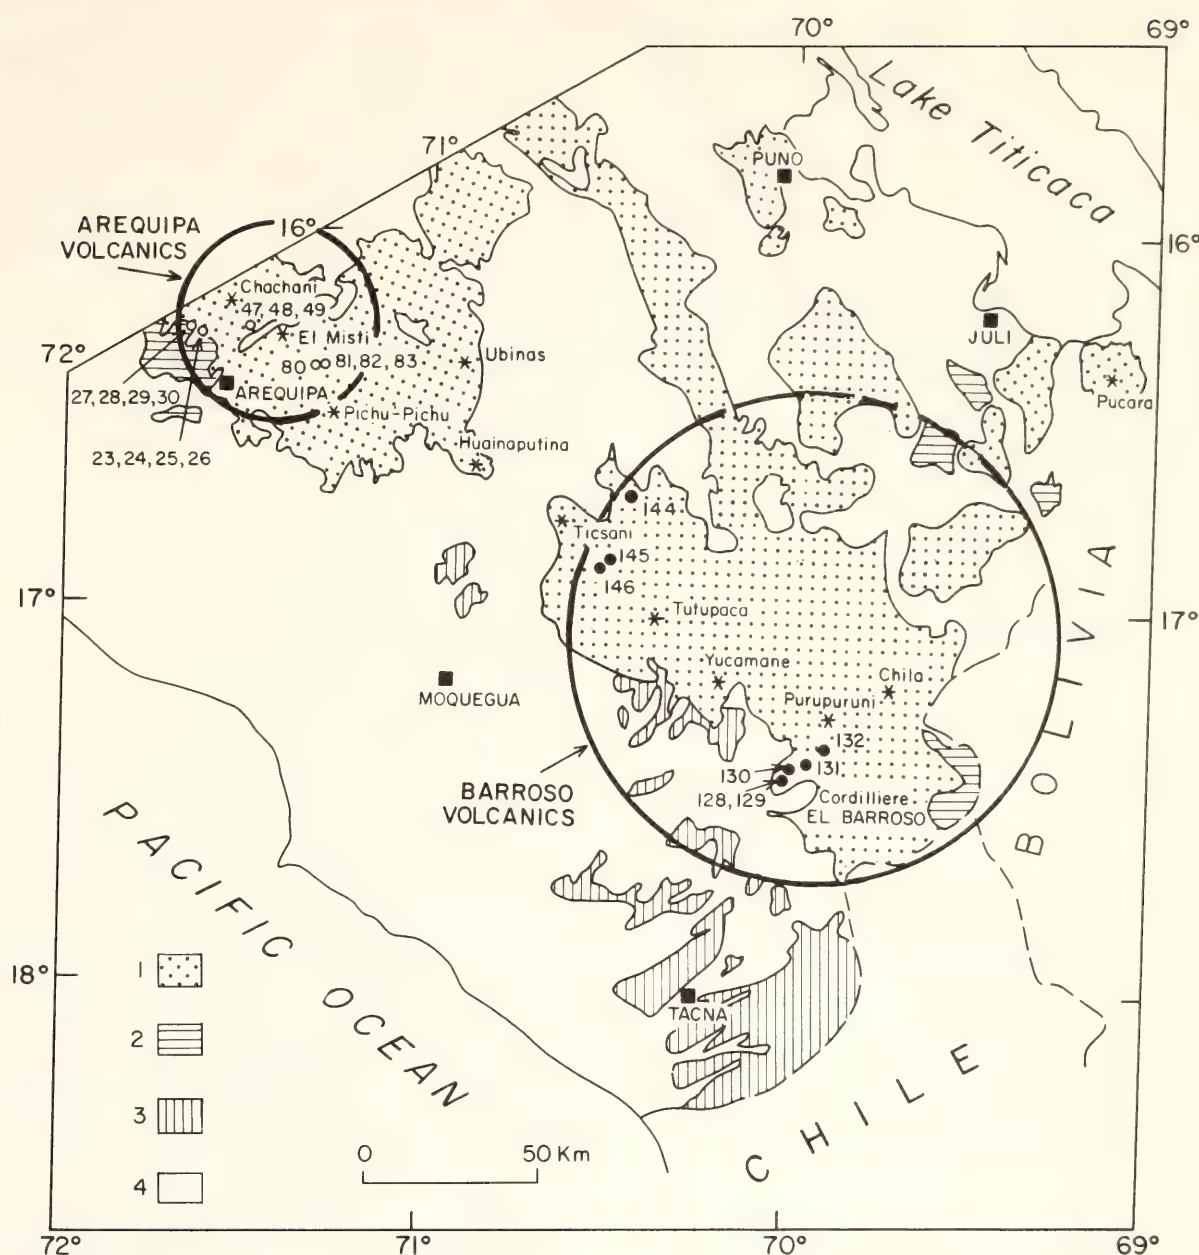 70°
69°
Lake Titicaca
71°
PUNO
AREQUIPA
VOLCANICS
16°
16°
Chachani
47, 48, 49
El Misti
JULI
72°
80
81, 82, 83
Ubinas
AREQUIPA
27, 28, 29, 30
Pichu-Pichu
Pucara
Huainaputina
23, 24, 25, 26
144
Ticsani
145
146
17°
17°
Tutupaca
Yucamane
Chila
MOQUEGUA
Purupuruni
132
130
131
128, 129
BARROSO
VOLCANICS
Cordilliere
EL BARROSO
BOLIVIA
PACIFIC OCEAN
1
18°
TACNA
2
3
CHILE
0 50 Km
4
72°
71°
70°
69°